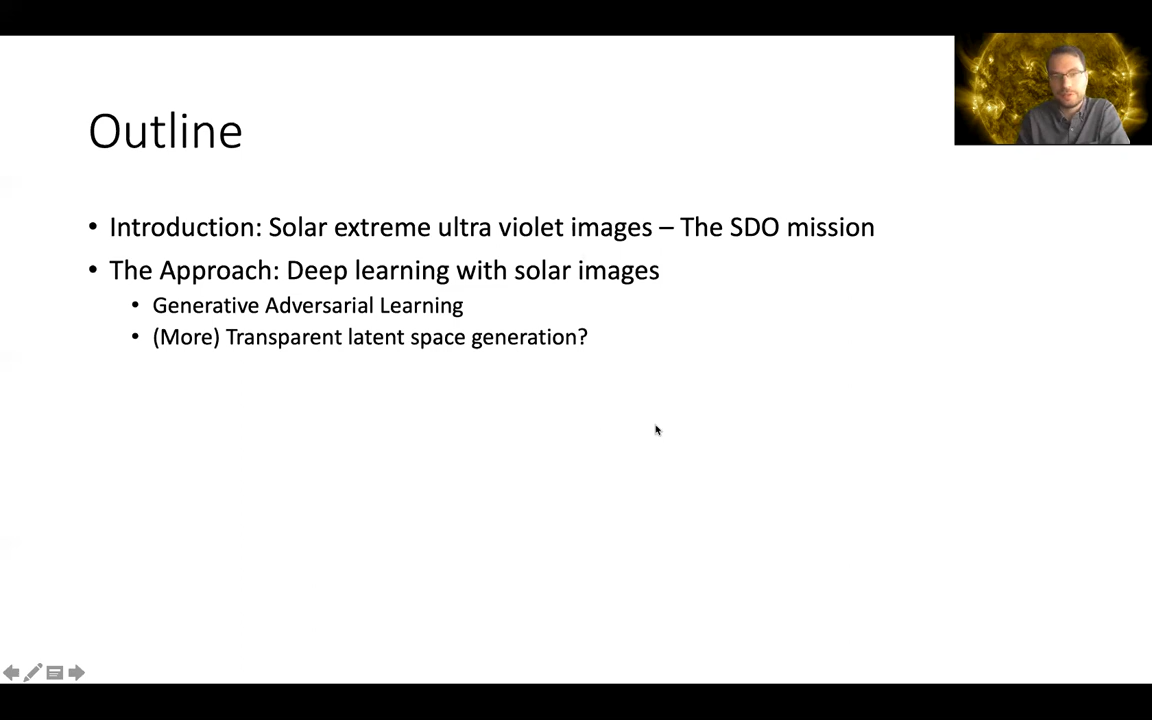 Outline
• Introduction: Solar extreme ultra violet images – The SDO mission
• The Approach: Deep learning with solar images
• Generative Adversarial Learning
• (More) Transparent latent space generation?